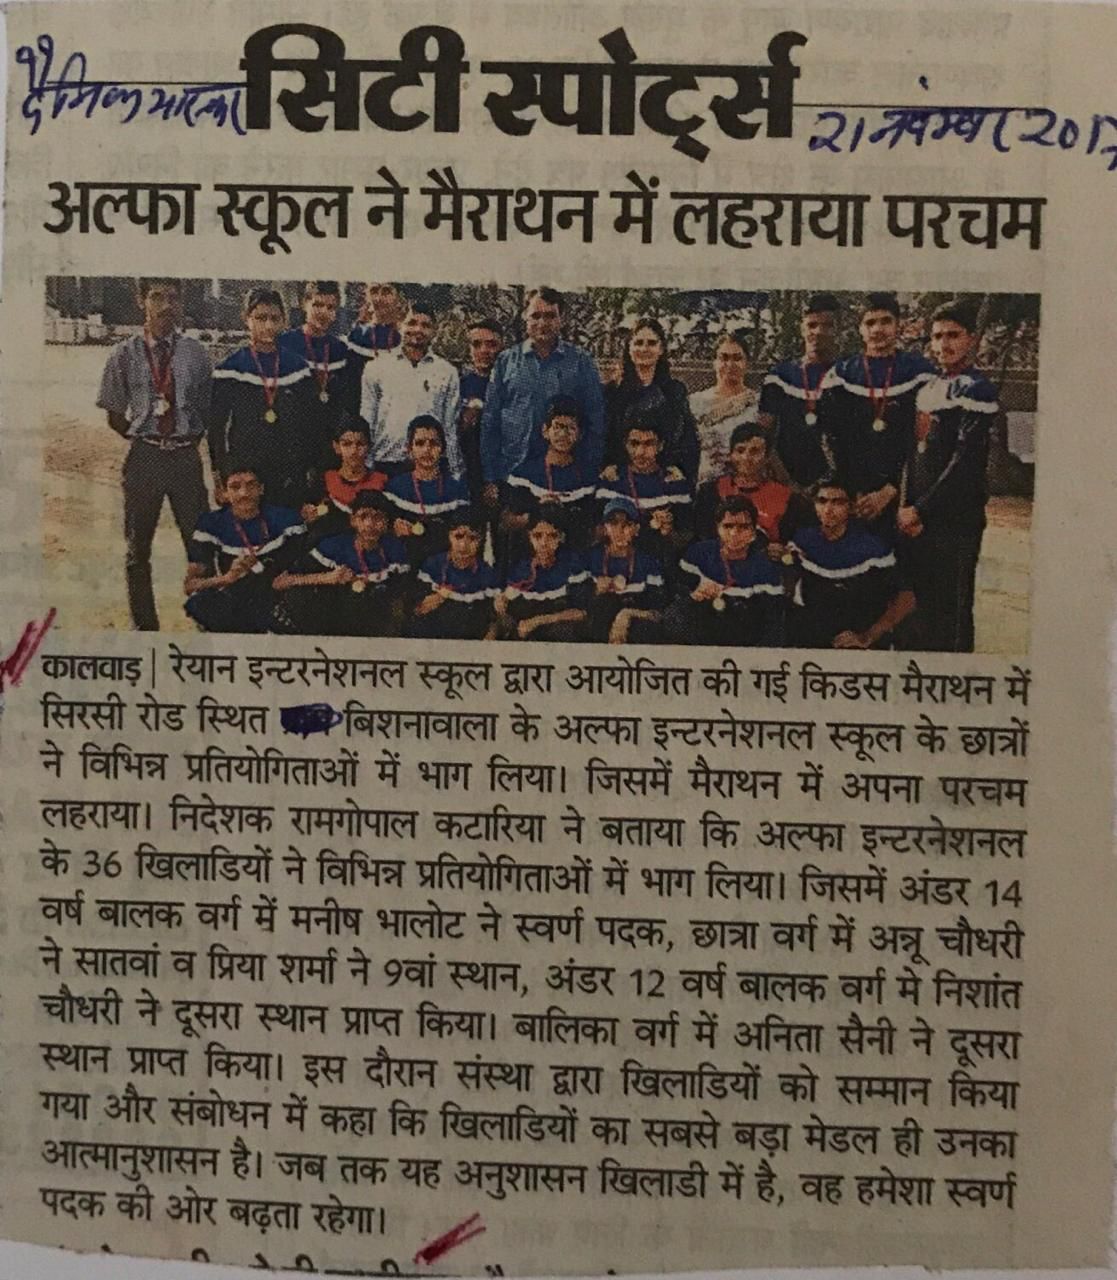 दैनिक भास्कर
सिटी स्पोर्ट्स
21 नवम्बर 2017
अल्फा स्कूल ने मैराथन में लहराया परचम
कालवाड़ | रेयान इन्टरनेशनल स्कूल द्वारा आयोजित की गई किडस मैराथन में
सिरसी रोड स्थित बिशनावाला के अल्फा इन्टरनेशनल स्कूल के छात्रों
ने विभिन्न प्रतियोगिताओं में भाग लिया। जिसमें मैराथन में अपना परचम
लहराया। निदेशक रामगोपाल कटारिया ने बताया कि अल्फा इन्टरनेशनल
के 36 खिलाडियों ने विभिन्न प्रतियोगिताओं में भाग लिया। जिसमें अंडर 14
वर्ष बालक वर्ग में मनीष भालोट ने स्वर्ण पदक, छात्रा वर्ग में अन्नू चौधरी
ने सातवां व प्रिया शर्मा ने 9वां स्थान, अंडर 12 वर्ष बालक वर्ग मे निशांत
चौधरी ने दूसरा स्थान प्राप्त किया। बालिका वर्ग में अनिता सैनी ने दूसरा
स्थान प्राप्त किया। इस दौरान संस्था द्वारा खिलाडियों को सम्मान किया
गया और संबोधन में कहा कि खिलाडियों का सबसे बड़ा मेडल ही उनका
आत्मानुशासन है। जब तक यह अनुशासन खिलाडी में है, वह हमेशा स्वर्ण
पदक की ओर बढ़ता रहेगा।